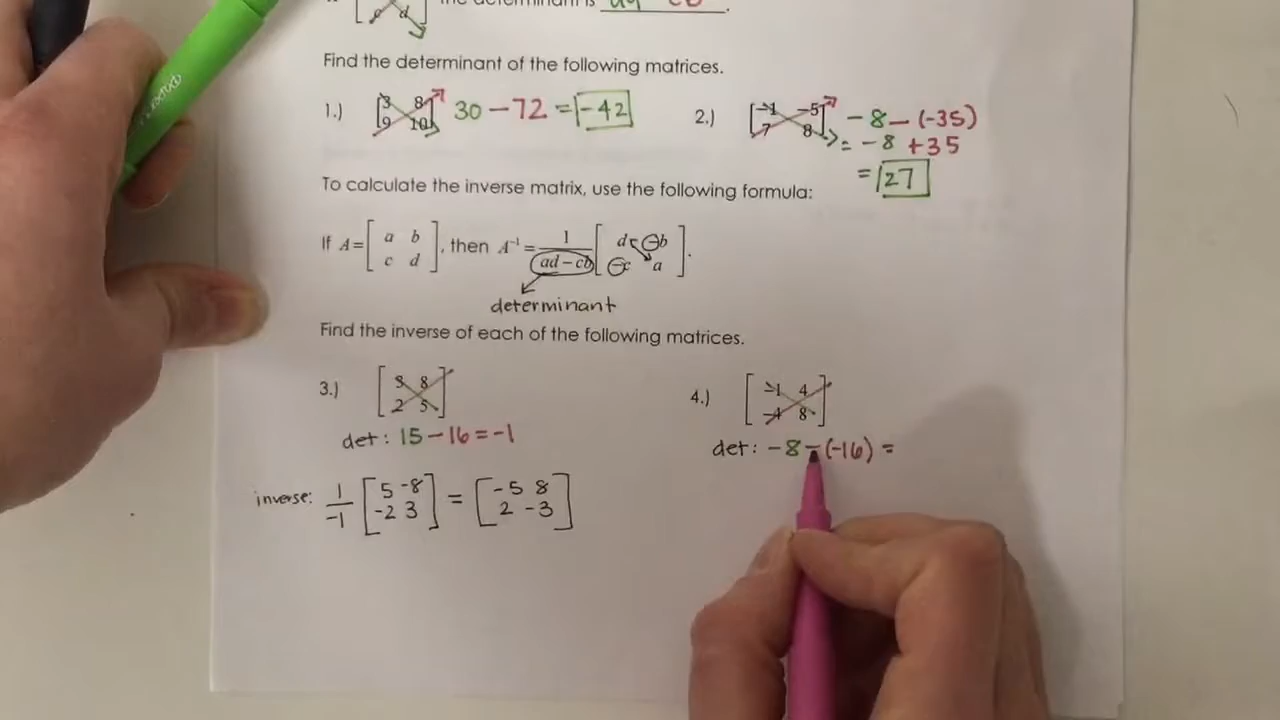 c d the determinant is ad - cb.
Find the determinant of the following matrices.
1.) [3 8 30 - 72 = -42
9 10]
2.) [-1 -5 -8 - (-35)
7 8] = -8 + 35
= 27
To calculate the inverse matrix, use the following formula:
If A = [a b c d], then A⁻¹ = 1/(ad - cb) [d -b -c a].
determinant
Find the inverse of each of the following matrices.
3.) [3 8
2 5]
det: 15 - 16 = -1
inverse: 1/-1 [5 -8 = [-5 8
-2 3] 2 -3]
4.) [-1 4
-4 8]
det: -8 - (-16) =